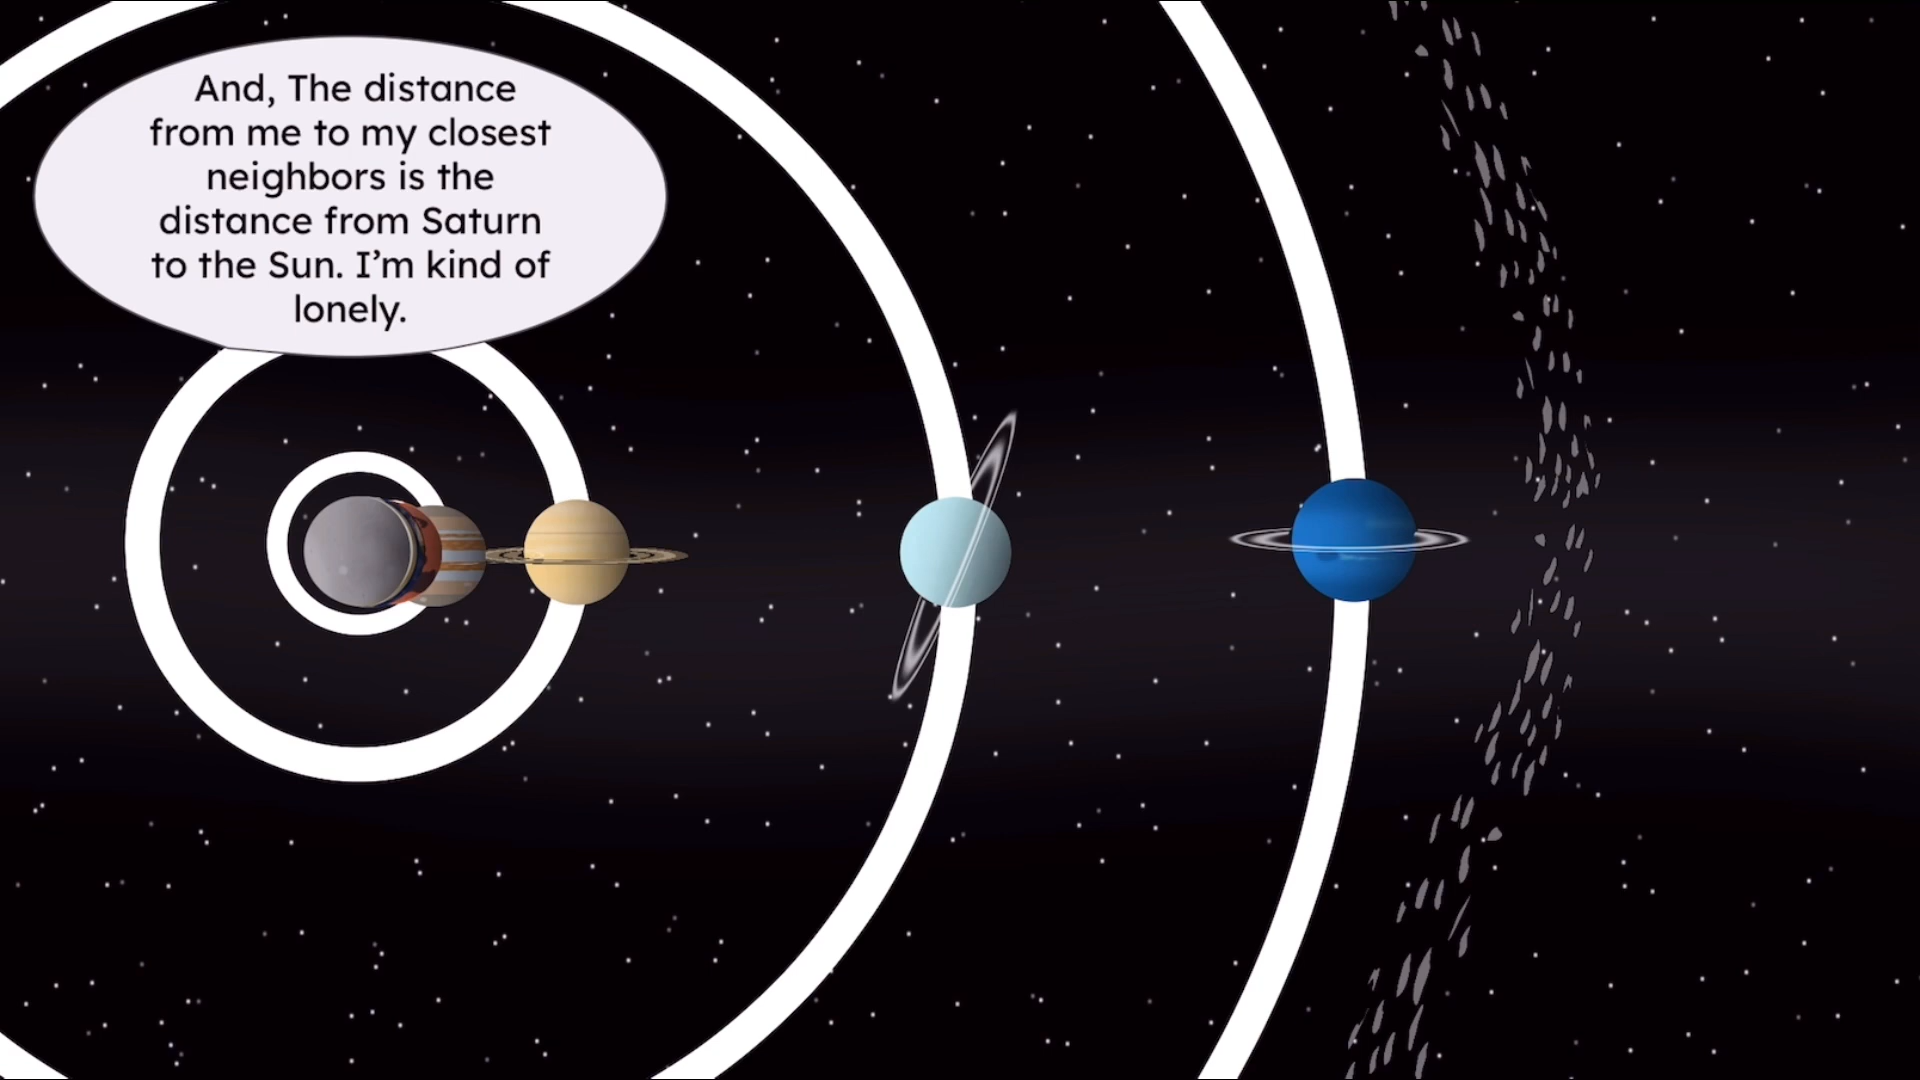 And, The distance
from me to my closest
neighbors is the
distance from Saturn
to the Sun. I’m kind of
lonely.